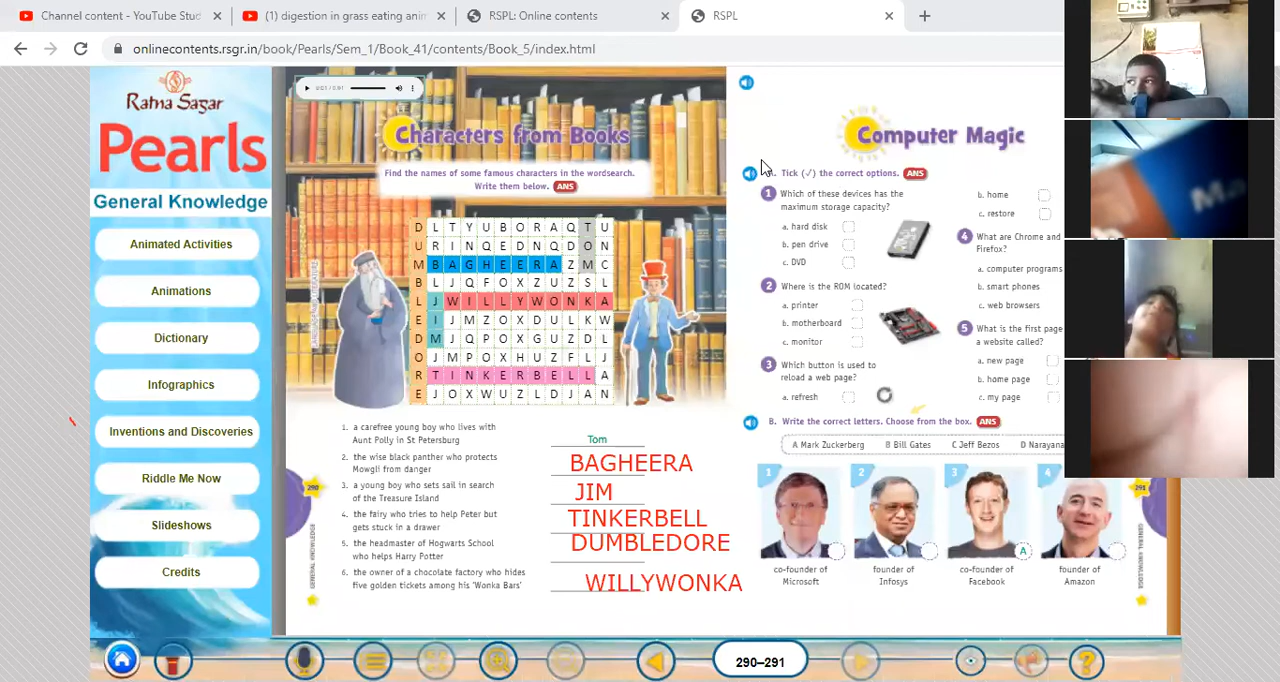 Channel content - YouTube Stud
(1) digestion in grass eating anim
RSPL: Online contents
RSPL
onlinecontents.rsgr.in/book/Pearls/Sem_1/Book_41/contents/Book_5/index.html
Ratna Sagar
Pearls
General Knowledge
Animated Activities
Animations
Dictionary
Infographics
Inventions and Discoveries
Riddle Me Now
Slideshows
Credits
Characters from Books
Find the names of some famous characters in the wordsearch.
Write them below. ANS
D L T Y U B O R A Q T U
U R I N Q E D N Q D O N
M B A G H E E R A Z M C
B L J Q F O X Z U Z S L
L J W I L L Y W O N K A
E I J M Z O X D U L K W
D M J Q P O X G U Z D L
O J M P O X H U Z F L J
R T I N K E R B E L L A
E J O X W U Z L D J A N
LANGUAGE/LITERATURE
1. a carefree young boy who lives with
Aunt Polly in St Petersburg
Tom
2. the wise black panther who protects
Mowgli from danger
BAGHEERA
3. a young boy who sets sail in search
of the Treasure Island
JIM
4. the fairy who tries to help Peter but
gets stuck in a drawer
TINKERBELL
5. the headmaster of Hogwarts School
who helps Harry Potter
DUMBLEDORE
6. the owner of a chocolate factory who hides
five golden tickets among his 'Wonka Bars'
WILLYWONKA
290
GENERAL KNOWLEDGE
Computer Magic
A. Tick (✓) the correct options. ANS
1 Which of these devices has the
maximum storage capacity?
a. hard disk
b. pen drive
c. DVD
2 Where is the ROM located?
a. printer
b. motherboard
c. monitor
3 Which button is used to
reload a web page?
a. refresh
b. home
c. restore
4 What are Chrome and
Firefox?
a. computer programs
b. smart phones
c. web browsers
5 What is the first page
a website called?
a. new page
b. home page
c. my page
B. Write the correct letters. Choose from the box. ANS
A Mark Zuckerberg B Bill Gates C Jeff Bezos D Narayana
1
2
3
4
A
co-founder of
Microsoft
founder of
Infosys
co-founder of
Facebook
founder of
Amazon
291
GENERAL KNOWLEDGE
290–291